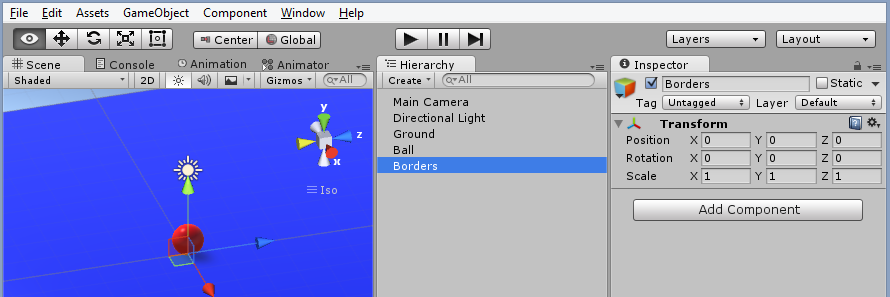 File Edit Assets GameObject Component Window Help
Center Global Layers Layout
Scene Console Animation Animator Hierarchy Inspector
Shaded 2D Gizmos All Create All Borders Static
Tag Untagged Layer Default
Main Camera
Directional Light
Ground
Ball
Borders
Transform
Position X 0 Y 0 Z 0
Rotation X 0 Y 0 Z 0
Scale X 1 Y 1 Z 1
Add Component
y
z
x
Iso